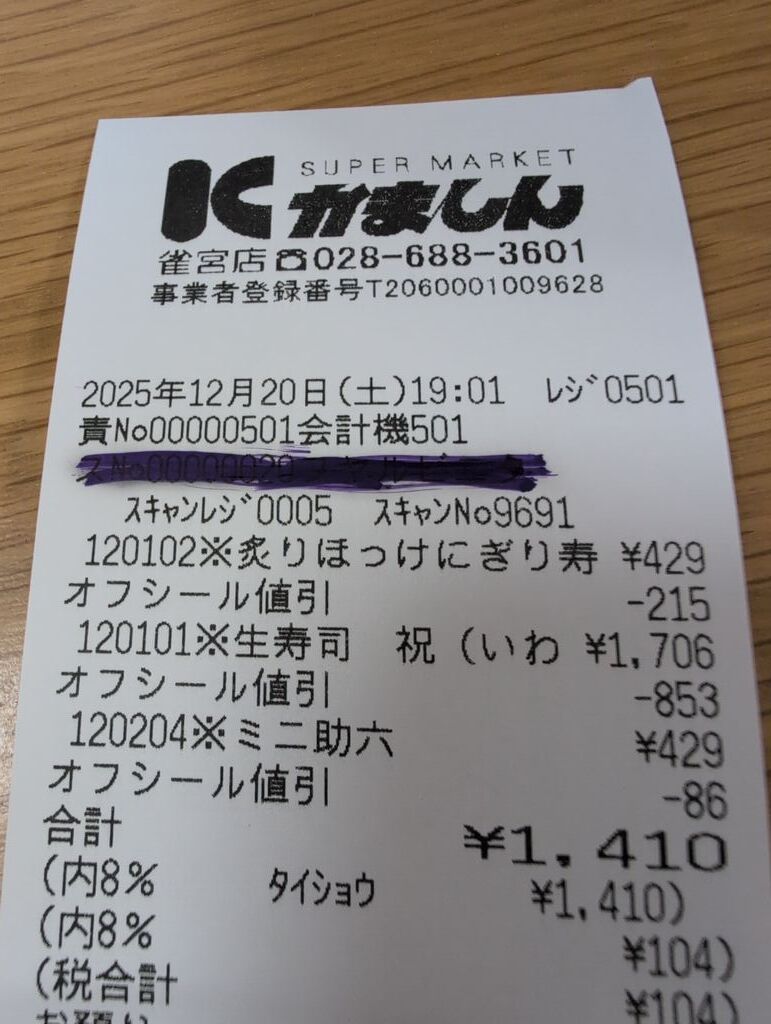 SUPER MARKET
K かましん
雀宮店☎028-688-3601
事業者登録番号T2060001009628
2025年12月20日(土)19:01 ﾚｼﾞ0501
責No00000501会計機501
ｽｷｬﾝﾚｼﾞ0005 ｽｷｬﾝNo9691
120102※炙りほっけにぎり寿 ¥429
オフシール値引 -215
120101※生寿司 祝(いわ ¥1,706
オフシール値引 -853
120204※ミニ助六 ¥429
オフシール値引 -86
合計 ¥1,410
(内8% ﾀｲｼｮｳ ¥1,410)
(内8% ¥104)
(税合計 ¥104)
お預り